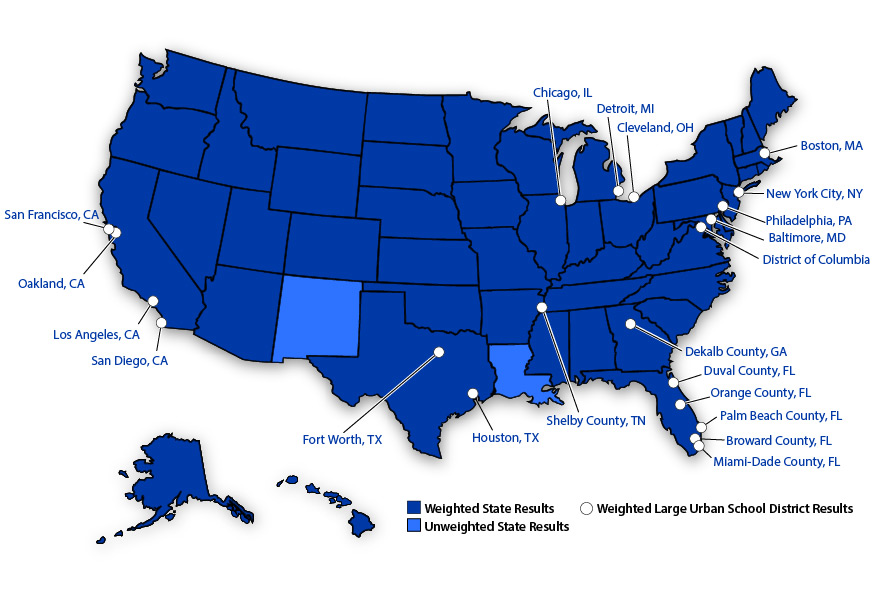 Chicago, IL
Detroit, MI
Cleveland, OH
Boston, MA
New York City, NY
San Francisco, CA
Philadelphia, PA
Baltimore, MD
District of Columbia
Oakland, CA
Los Angeles, CA
San Diego, CA
Dekalb County, GA
Duval County, FL
Orange County, FL
Palm Beach County, FL
Shelby County, TN
Fort Worth, TX
Houston, TX
Broward County, FL
Miami-Dade County, FL
Weighted State Results
Weighted Large Urban School District Results
Unweighted State Results